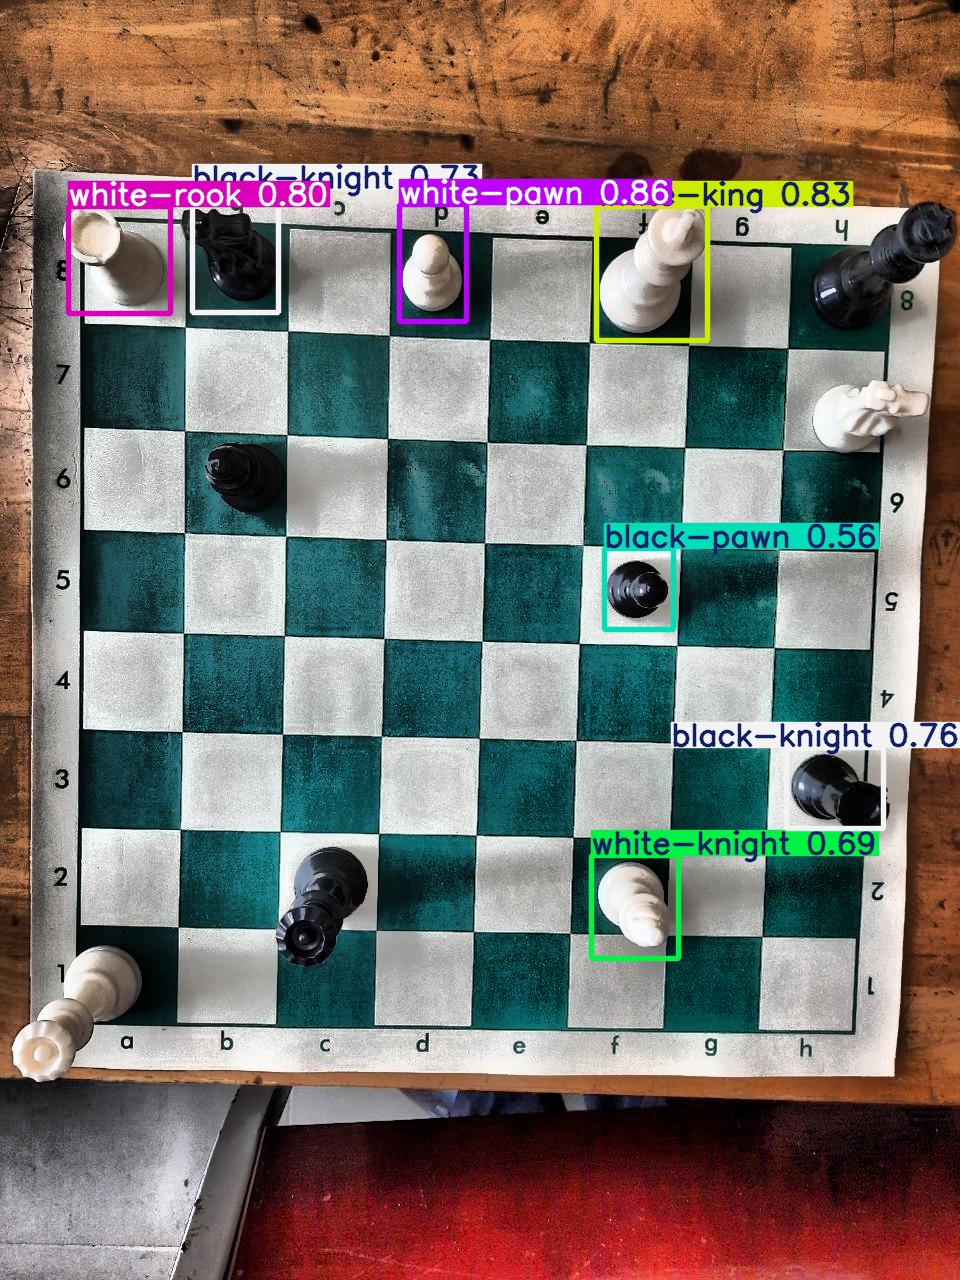 black-knight 0.73
white-rook 0.80
white-pawn 0.86
-king 0.83
c d e f g h
8 8
7
6 6
black-pawn 0.56
5 5
4 4
black-knight 0.76
3
white-knight 0.69
2 2
1 1
a b c d e f g h